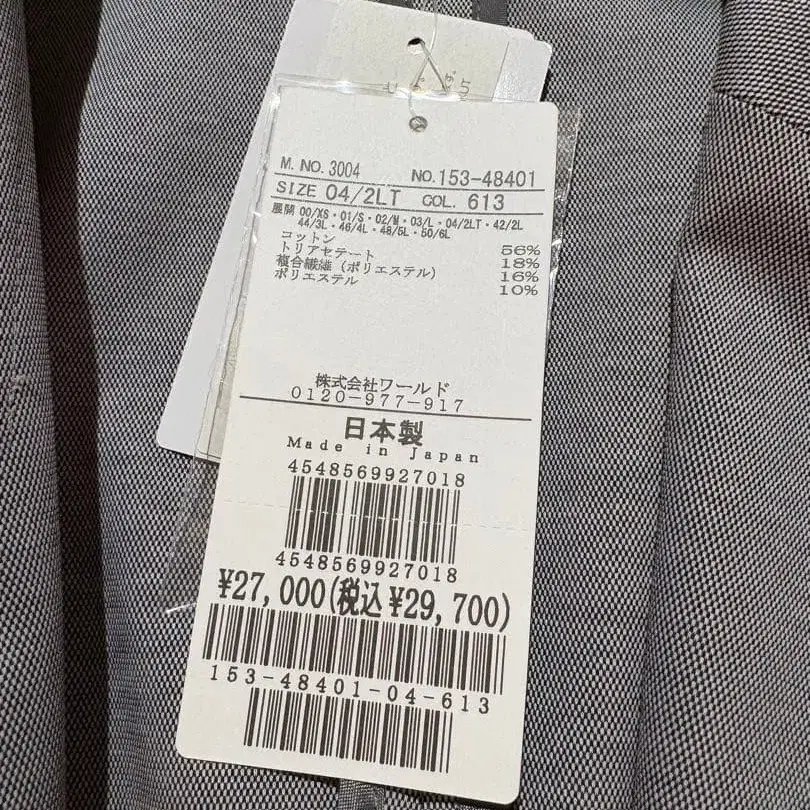 M. NO. 3004 NO. 153-48401
SIZE 04/2LT COL. 613
展開 00/XS・01/S・02/M・03/L・04/2LT・42/2L
44/3L・46/4L・48/5L・50/6L
コットン 56%
トリアセテート 18%
複合繊維（ポリエステル） 16%
ポリエステル 10%
株式会社ワールド
0120-977-917
日本製
Made in Japan
4548569927018
4548569927018
¥27,000(税込¥29,700)
153-48401-04-613